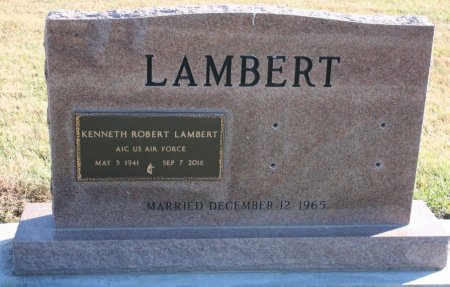 LAMBERT
KENNETH ROBERT LAMBERT
A1C US AIR FORCE
MAY 3 1941 SEP 7 2016
MARRIED DECEMBER 12, 1965